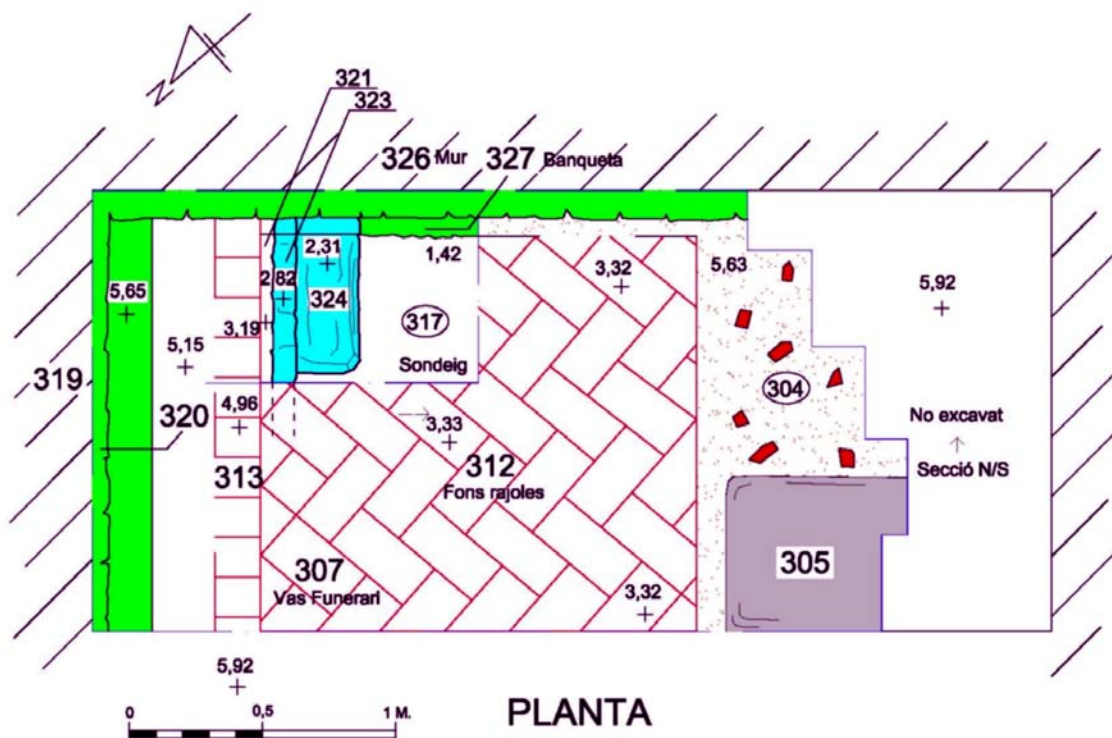 N
321
323
326 Mur
327 Banqueta
2,31
1,42
3,32
5,63
5,65
2,82
324
5,92
317
5,15
3,19
Sondeig
319
304
320
4,96
3,33
No excavat
313
312
Fons rajoles
Secció N/S
307
Vas Funerari
305
3,32
5,92
0
0,5
1 M.
PLANTA